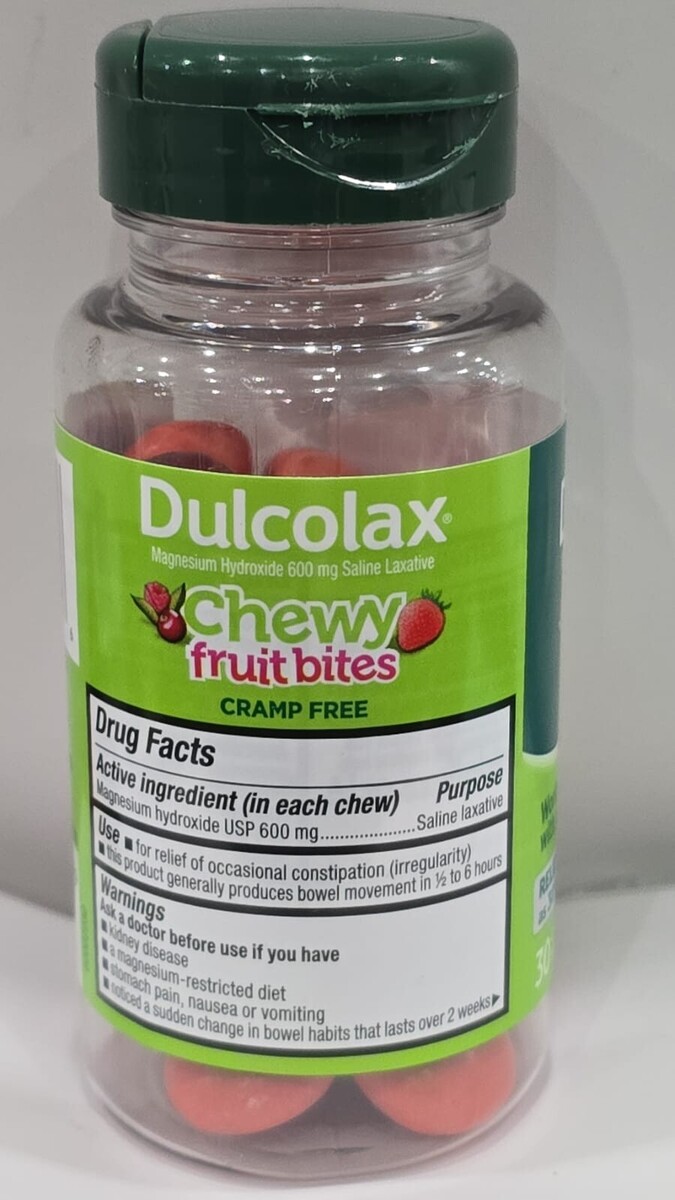 Dulcolax®
Magnesium Hydroxide 600 mg Saline Laxative
Chewy
fruit bites
CRAMP FREE
Drug Facts
Active ingredient (in each chew) Purpose
Magnesium hydroxide USP 600 mg....................Saline laxative
Use ■ for relief of occasional constipation (irregularity)
■ this product generally produces bowel movement in ½ to 6 hours
Warnings
Ask a doctor before use if you have
■ kidney disease
■ a magnesium-restricted diet
■ stomach pain, nausea or vomiting
■ noticed a sudden change in bowel habits that lasts over 2 weeks▶
30